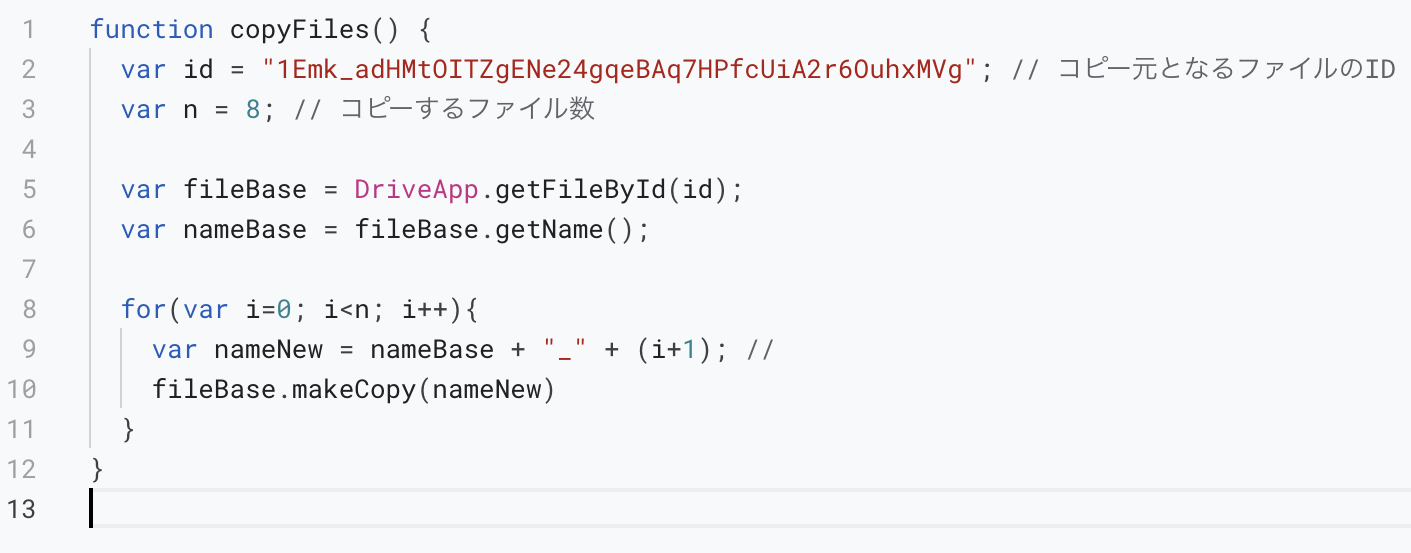 1 function copyFiles() {
2 var id = "1Emk_adHMtOITZgENe24gqeBAq7HPfcUiA2r6OuhxMVg"; // コピー元となるファイルのID
3 var n = 8; // コピーするファイル数
4
5 var fileBase = DriveApp.getFileById(id);
6 var nameBase = fileBase.getName();
7
8 for(var i=0; i<n; i++){
9 var nameNew = nameBase + "_" + (i+1); //
10 fileBase.makeCopy(nameNew)
11 }
12 }
13